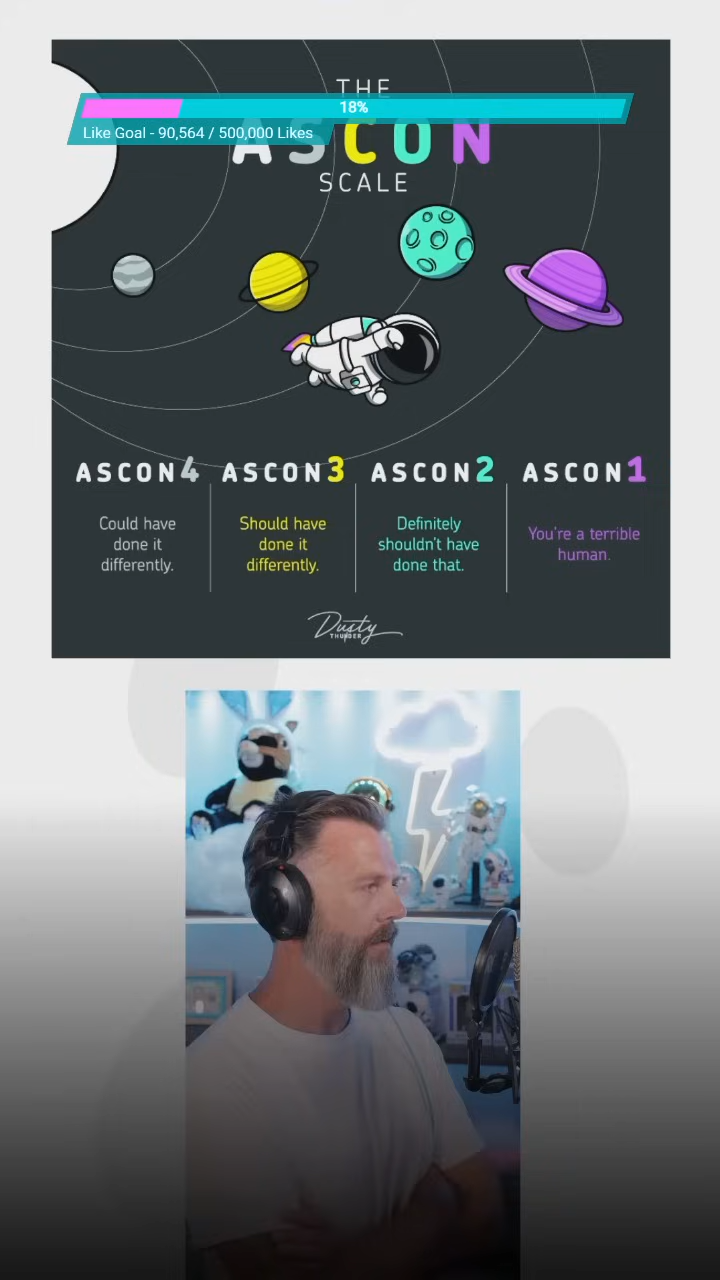 THE
18%
Like Goal - 90,564 / 500,000 Likes
ASCON
SCALE
ASCON4 ASCON3 ASCON2 ASCON1
Could have
done it
differently.
Should have
done it
differently.
Definitely
shouldn't have
done that.
You're a terrible
human.
Dusty
THUNDER